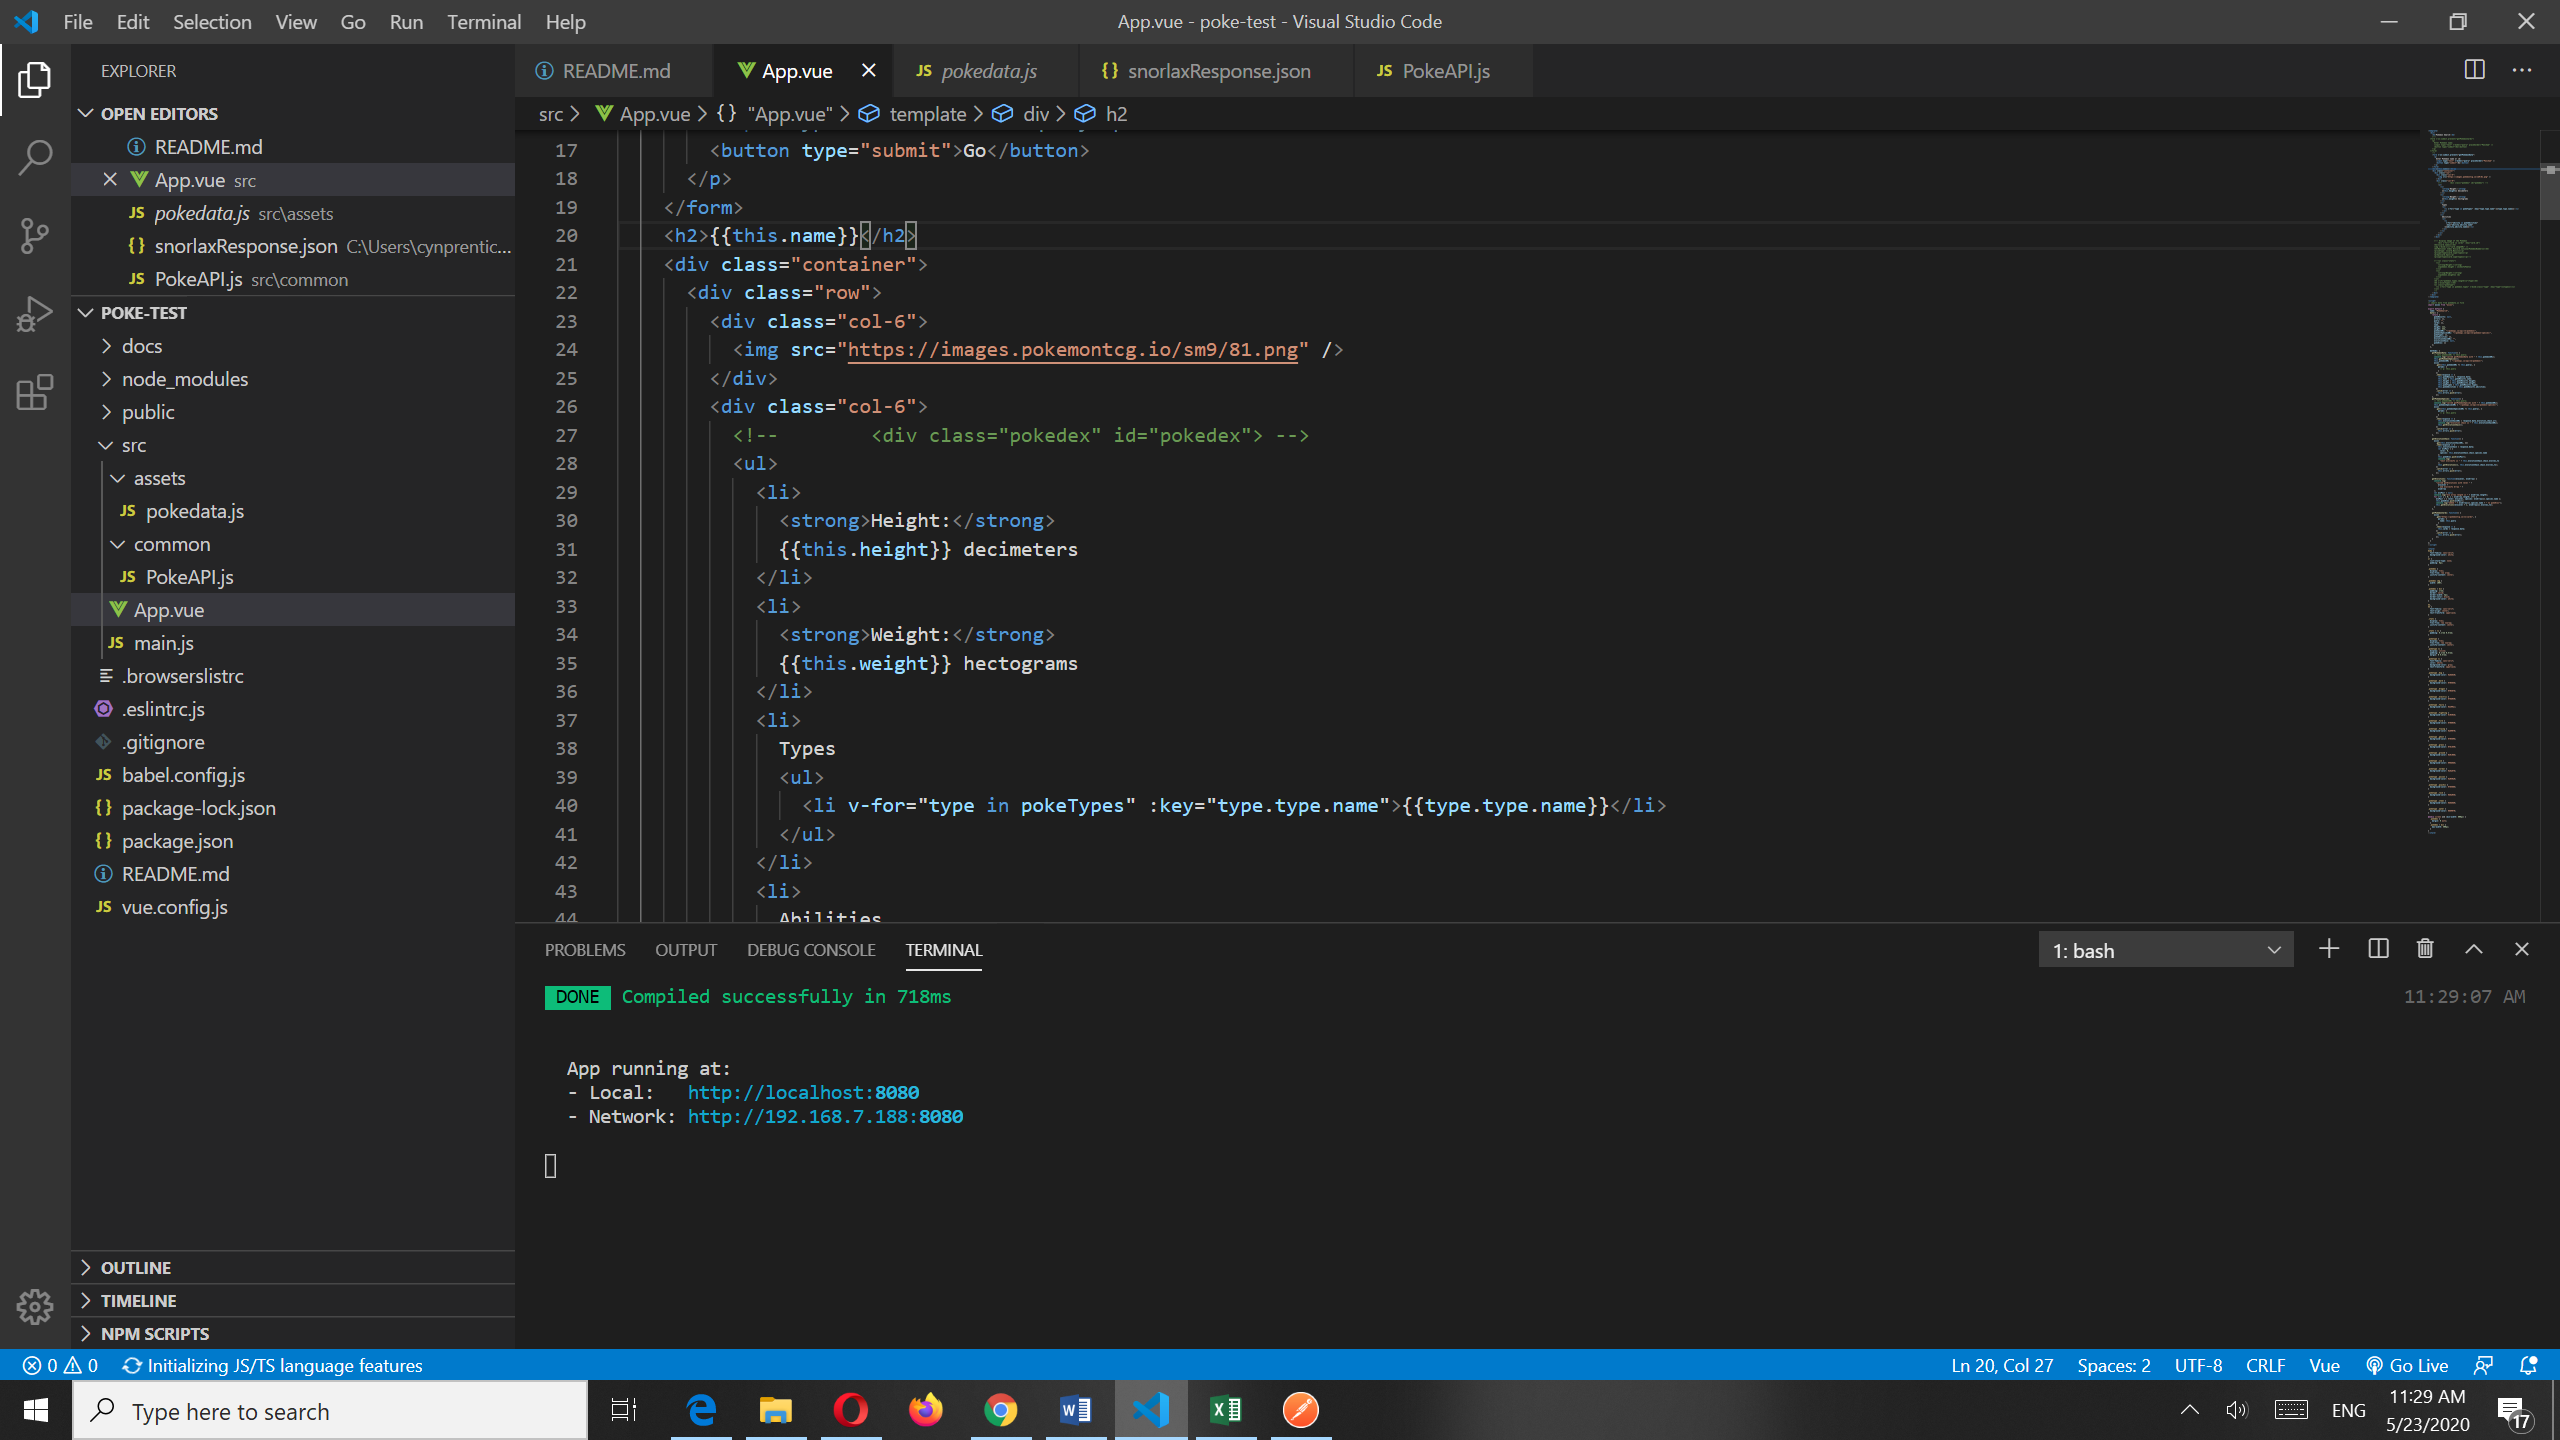 File Edit Selection View Go Run Terminal Help
App.vue - poke-test - Visual Studio Code
EXPLORER
OPEN EDITORS
README.md
App.vue src
JS pokedata.js src\assets
{} snorlaxResponse.json C:\Users\cynprentic...
JS PokeAPI.js src\common
POKE-TEST
docs
node_modules
public
src
assets
JS pokedata.js
common
JS PokeAPI.js
App.vue
JS main.js
.browserslistrc
.eslintrc.js
.gitignore
JS babel.config.js
{} package-lock.json
{} package.json
README.md
JS vue.config.js
OUTLINE
TIMELINE
NPM SCRIPTS
README.md App.vue JS pokedata.js {} snorlaxResponse.json JS PokeAPI.js
src > App.vue > {} "App.vue" > template > div > h2
17 <button type="submit">Go</button>
18 </p>
19 </form>
20 <h2>{{this.name}}</h2>
21 <div class="container">
22 <div class="row">
23 <div class="col-6">
24 <img src="https://images.pokemontcg.io/sm9/81.png" />
25 </div>
26 <div class="col-6">
27 <!-- <div class="pokedex" id="pokedex"> -->
28 <ul>
29 <li>
30 <strong>Height:</strong>
31 {{this.height}} decimeters
32 </li>
33 <li>
34 <strong>Weight:</strong>
35 {{this.weight}} hectograms
36 </li>
37 <li>
38 Types
39 <ul>
40 <li v-for="type in pokeTypes" :key="type.type.name">{{type.type.name}}</li>
41 </ul>
42 </li>
43 <li>
44 Abilities
PROBLEMS OUTPUT DEBUG CONSOLE TERMINAL
1: bash
DONE Compiled successfully in 718ms 11:29:07 AM
App running at:
- Local: http://localhost:8080
- Network: http://192.168.7.188:8080
0 0 Initializing JS/TS language features
Ln 20, Col 27 Spaces: 2 UTF-8 CRLF Vue Go Live
Type here to search
ENG
11:29 AM
5/23/2020
17